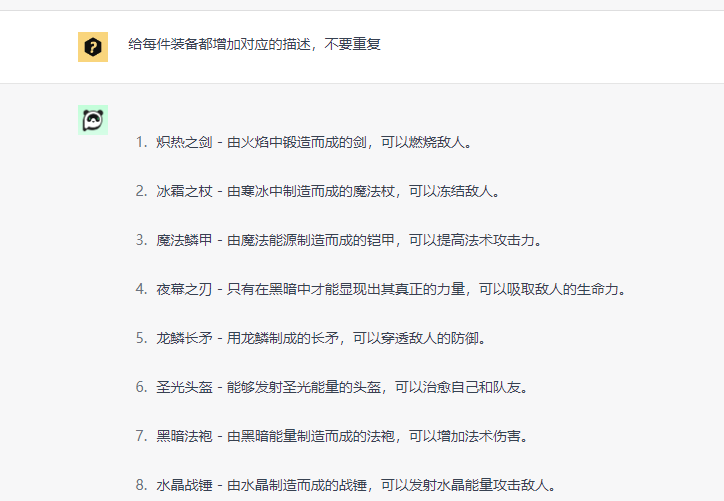 给每件装备都增加对应的描述，不要重复
1. 炽热之剑 - 由火焰中锻造而成的剑，可以燃烧敌人。
2. 冰霜之杖 - 由寒冰中制造而成的魔法杖，可以冻结敌人。
3. 魔法鳞甲 - 由魔法能源制造而成的铠甲，可以提高法术攻击力。
4. 夜幕之刃 - 只有在黑暗中才能显现出其真正的力量，可以吸取敌人的生命力。
5. 龙鳞长矛 - 用龙鳞制成的长矛，可以穿透敌人的防御。
6. 圣光头盔 - 能够发射圣光能量的头盔，可以治愈自己和队友。
7. 黑暗法袍 - 由黑暗能量制造而成的法袍，可以增加法术伤害。
8. 水晶战锤 - 由水晶制造而成的战锤，可以发射水晶能量攻击敌人。